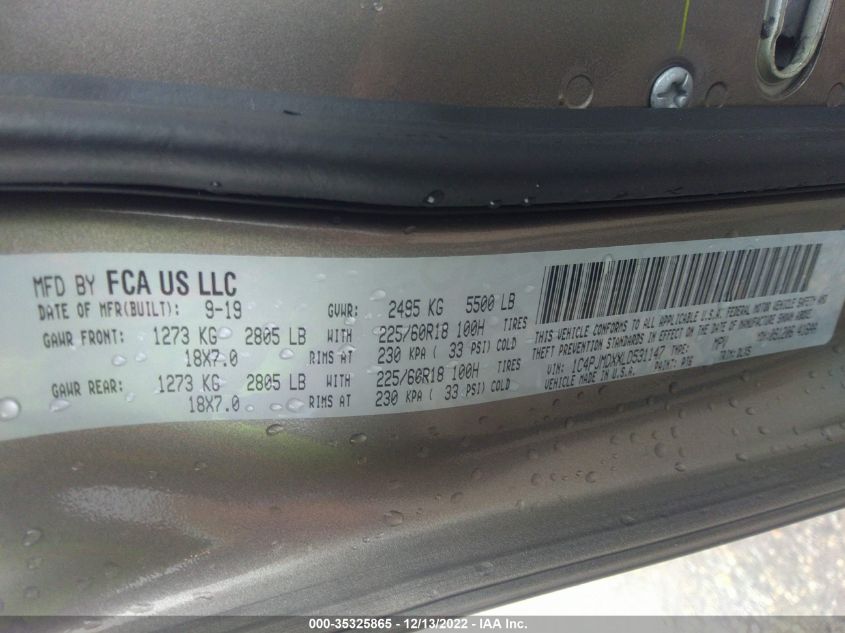 MFD BY FCA US LLC
DATE OF MFR(BUILT): 9-19 GVWR: 2495 KG 5500 LB
GAWR FRONT: 1273 KG 2805 LB WITH 225/60R18 100H TIRES
18X7.0 RIMS AT 230 KPA ( 33 PSI) COLD
GAWR REAR: 1273 KG 2805 LB WITH 225/60R18 100H TIRES
18X7.0 RIMS AT 230 KPA ( 33 PSI) COLD
THIS VEHICLE CONFORMS TO ALL APPLICABLE U.S.A. FEDERAL MOTOR VEHICLE SAFETY AND
THEFT PREVENTION STANDARDS IN EFFECT ON THE DATE OF MANUFACTURE SHOWN ABOVE.
VIN: 1C4PJMDXXLD531147 TYPE: MPV
VEHICLE MADE IN U.S.A. PAINT: TRIM:
000-35325865 - 12/13/2022 - IAA Inc.